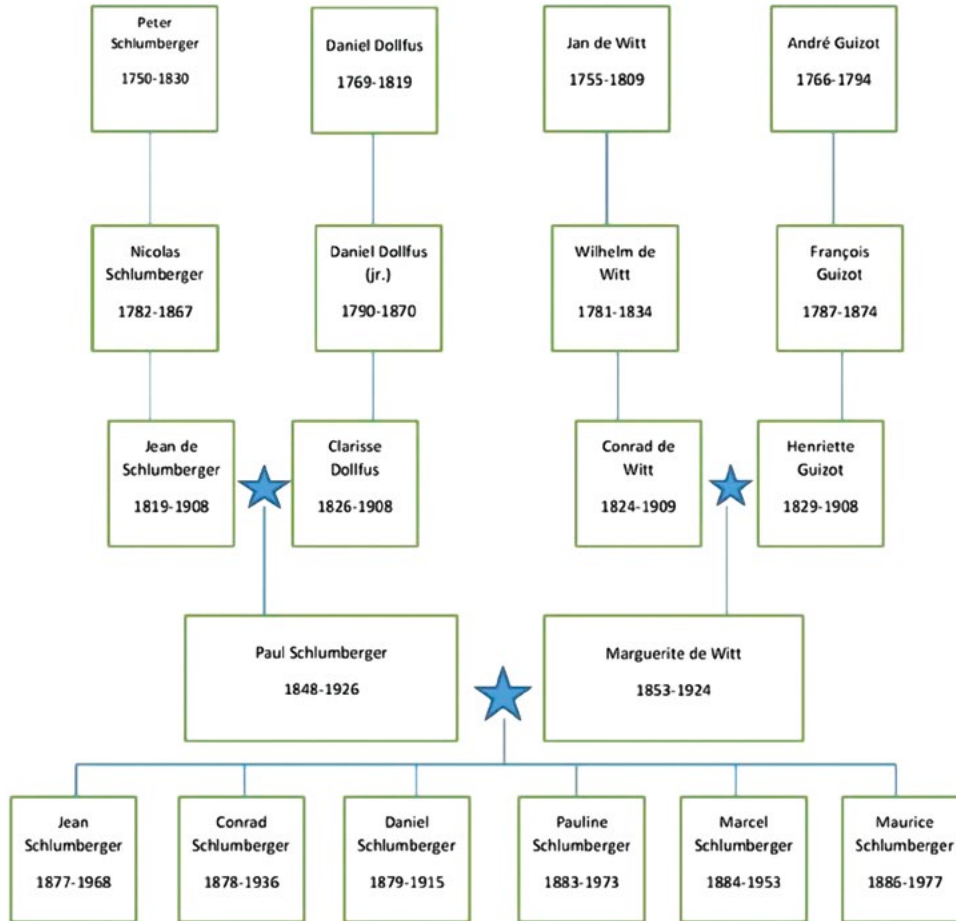 Peter
Schlumberger
1750-1830
Daniel Dollfus
1769-1819
Jan de Witt
1755-1809
André Guizot
1766-1794
Nicolas
Schlumberger
1782-1867
Daniel Dollfus
(jr.)
1790-1870
Wilhelm de
Witt
1781-1834
François
Guizot
1787-1874
Jean de
Schlumberger
1819-1908
Clarisse
Dollfus
1826-1908
Conrad de
Witt
1824-1909
Henriette
Guizot
1829-1908
Paul Schlumberger
1848-1926
Marguerite de Witt
1853-1924
Jean
Schlumberger
1877-1968
Conrad
Schlumberger
1878-1936
Daniel
Schlumberger
1879-1915
Pauline
Schlumberger
1883-1973
Marcel
Schlumberger
1884-1953
Maurice
Schlumberger
1886-1977